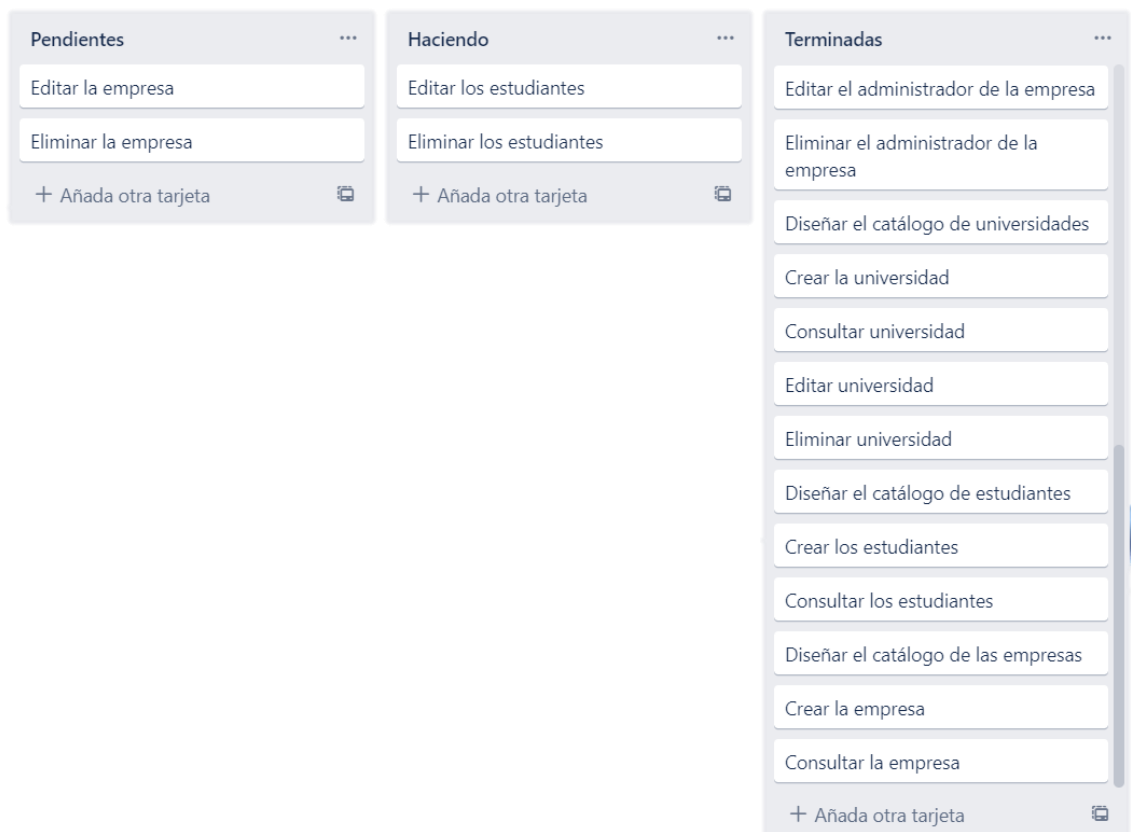 Pendientes
Editar la empresa
Eliminar la empresa
Añada otra tarjeta
Haciendo
Editar los estudiantes
Eliminar los estudiantes
Añada otra tarjeta
Terminadas
Editar el administrador de la empresa
Eliminar el administrador de la
empresa
Diseñar el catálogo de universidades
Crear la universidad
Consultar universidad
Editar universidad
Eliminar universidad
Diseñar el catálogo de estudiantes
Crear los estudiantes
Consultar los estudiantes
Diseñar el catálogo de las empresas
Crear la empresa
Consultar la empresa
Añada otra tarjeta